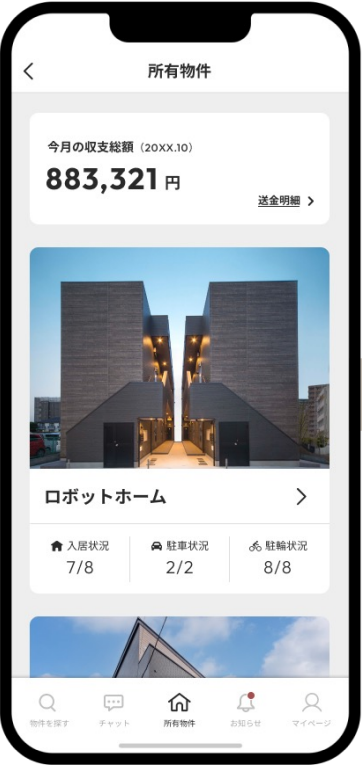 所有物件
今月の収支総額（20XX.10）
883,321 円
送金明細
ロボットホーム
入居状況 駐車状況 駐輪状況
7/8 2/2 8/8
物件を探す チャット 所有物件 お知らせ マイページ